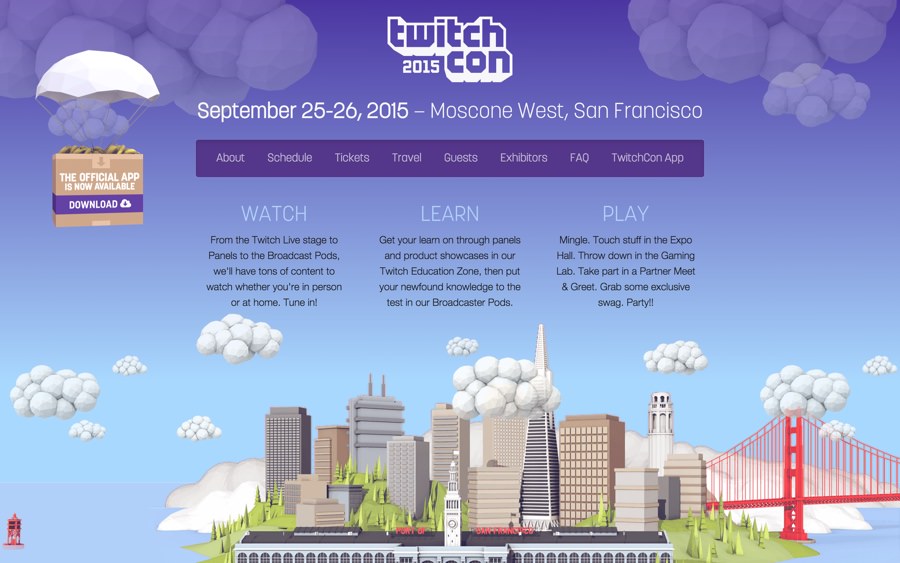 twitch
2015 con
September 25-26, 2015 – Moscone West, San Francisco
THE OFFICIAL APP
IS NOW AVAILABLE
DOWNLOAD
About Schedule Tickets Travel Guests Exhibitors FAQ TwitchCon App
WATCH
From the Twitch Live stage to
Panels to the Broadcast Pods,
we'll have tons of content to
watch whether you're in person
or at home. Tune in!
LEARN
Get your learn on through panels
and product showcases in our
Twitch Education Zone, then put
your newfound knowledge to the
test in our Broadcaster Pods.
PLAY
Mingle. Touch stuff in the Expo
Hall. Throw down in the Gaming
Lab. Take part in a Partner Meet
& Greet. Grab some exclusive
swag. Party!!
PORT OF SAN FRANCISCO